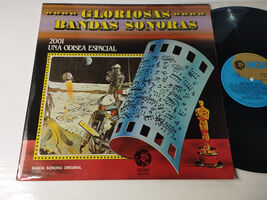 GLORIOSAS
BANDAS SONORAS
2001
UNA ODISEA ESPACIAL
BANDA SONORA ORIGINAL
MGM